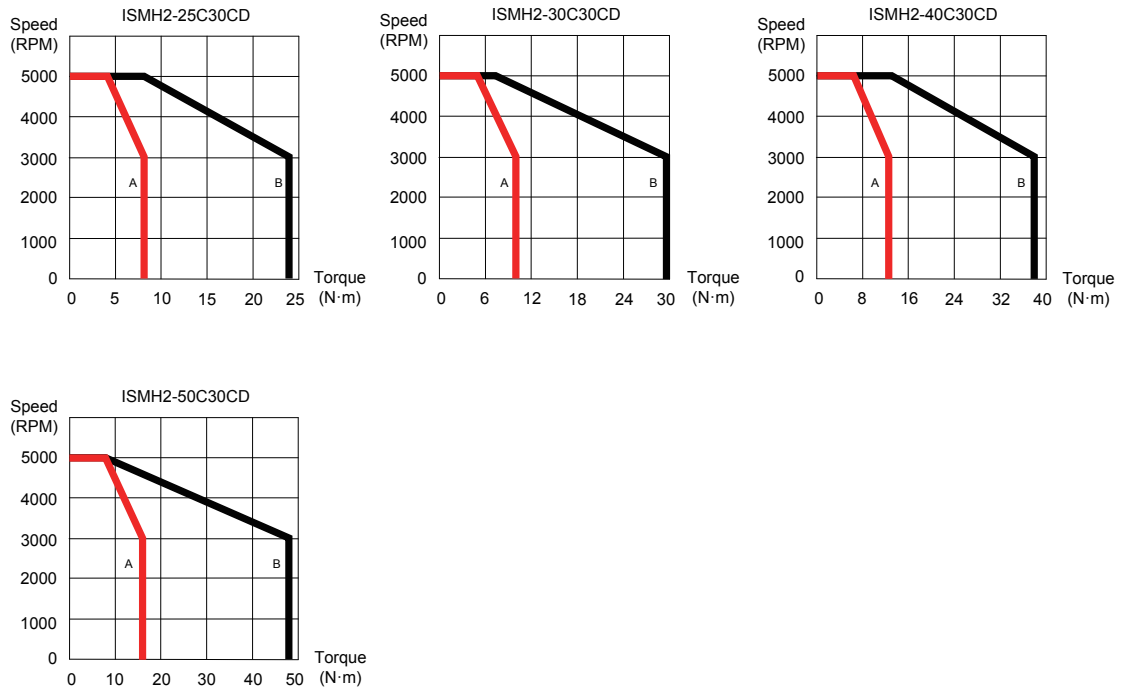 ISMH2-25C30CD
Speed
(RPM)
5000
4000
3000
2000
1000
0
A
B
0 5 10 15 20 25
Torque
(N·m)
ISMH2-30C30CD
Speed
(RPM)
5000
4000
3000
2000
1000
0
A
B
0 6 12 18 24 30
Torque
(N·m)
ISMH2-40C30CD
Speed
(RPM)
5000
4000
3000
2000
1000
0
A
B
0 8 16 24 32 40
Torque
(N·m)
ISMH2-50C30CD
Speed
(RPM)
5000
4000
3000
2000
1000
0
A
B
0 10 20 30 40 50
Torque
(N·m)